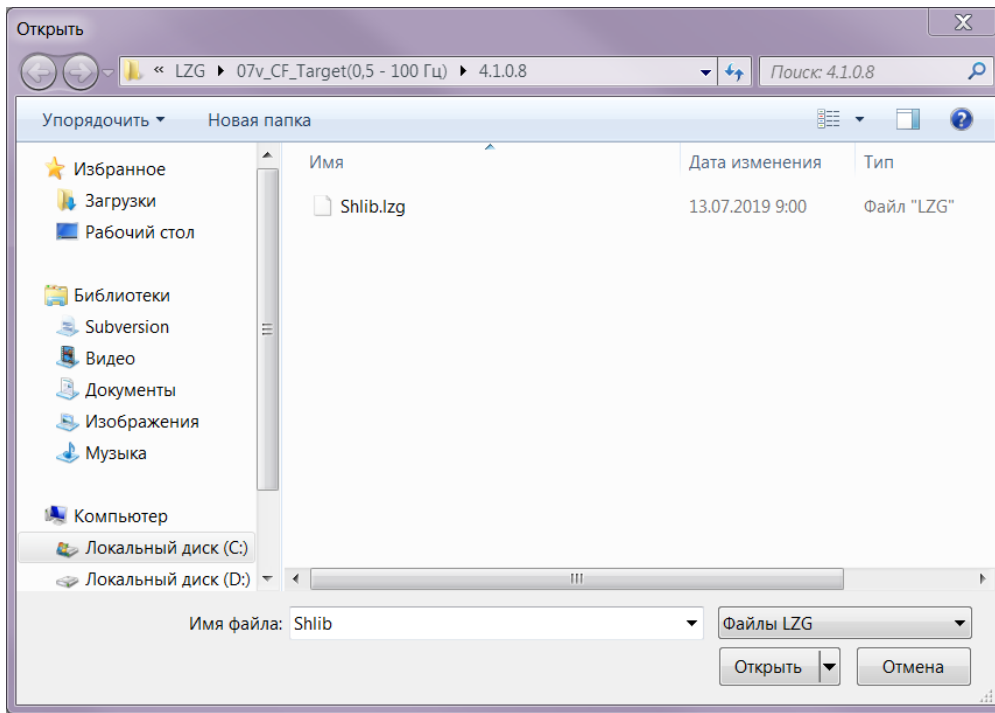 Открыть
« LZG 07v_CF_Target(0,5 - 100 Гц) 4.1.0.8 Поиск: 4.1.0.8
Упорядочить Новая папка
Имя Дата изменения Тип
Shlib.lzg 13.07.2019 9:00 Файл "LZG"
Избранное
Загрузки
Рабочий стол
Библиотеки
Subversion
Видео
Документы
Изображения
Музыка
Компьютер
Локальный диск (C:)
Локальный диск (D:)
Имя файла: Shlib Файлы LZG
Открыть Отмена